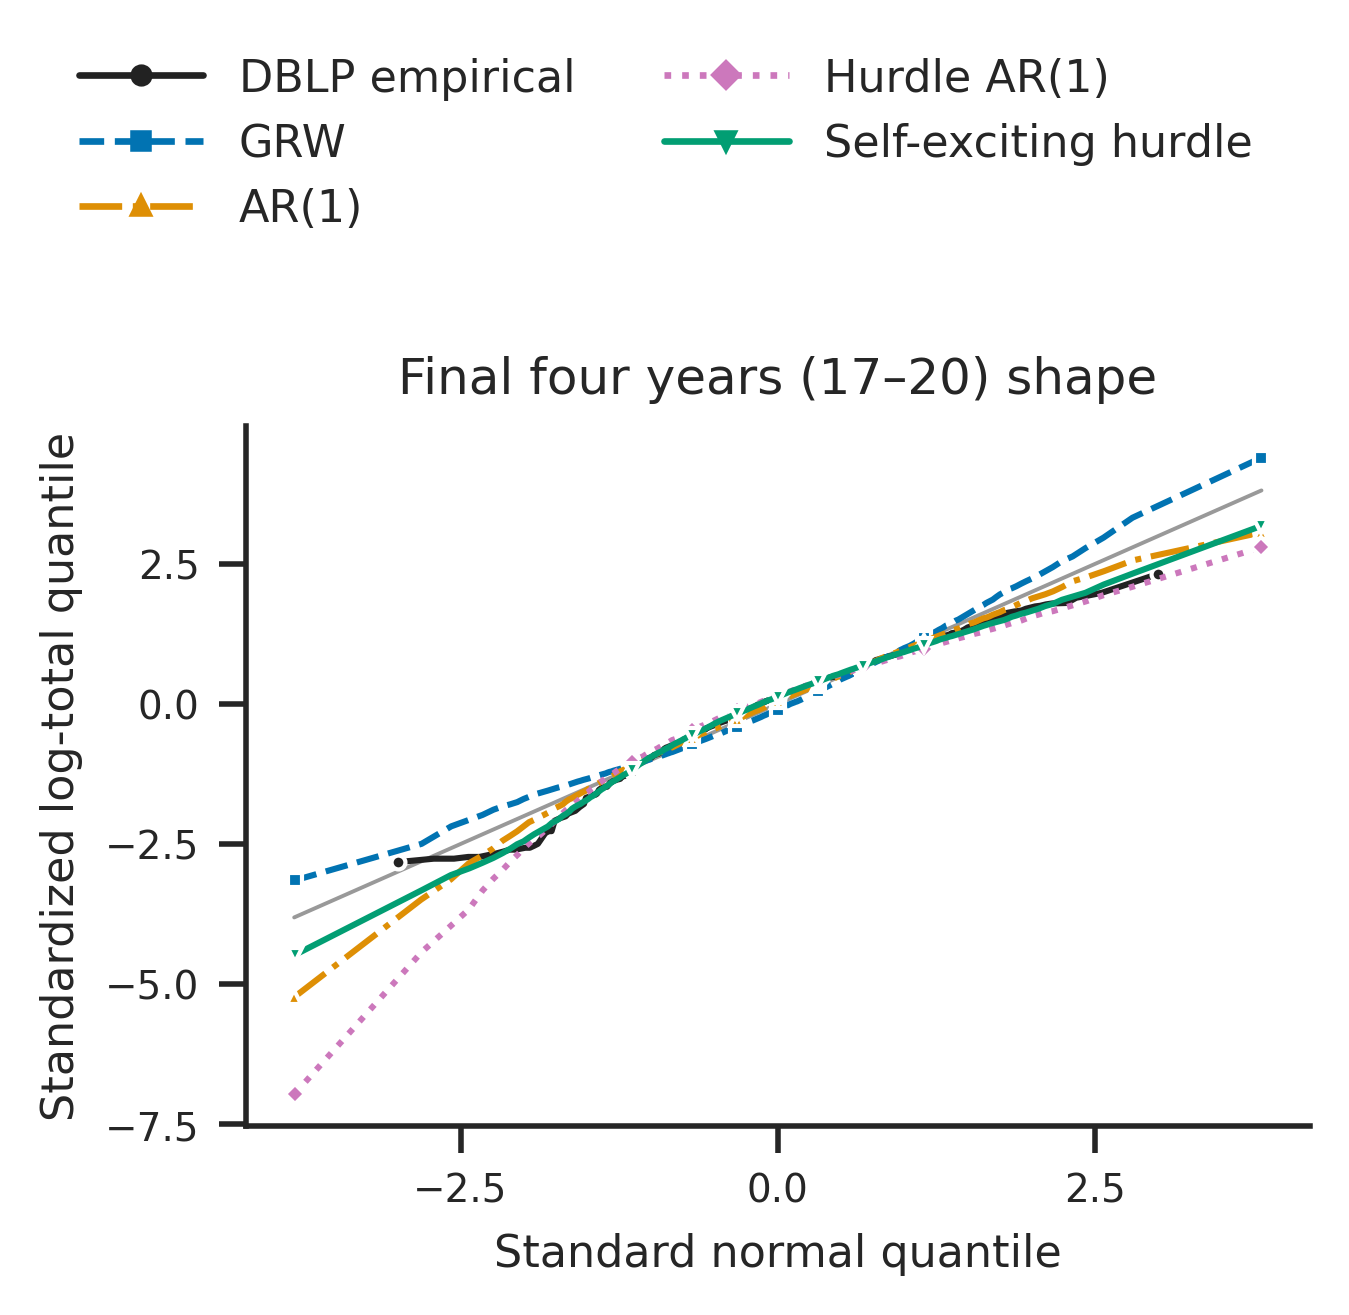 DBLP empirical
GRW
AR(1)
Hurdle AR(1)
Self-exciting hurdle
Final four years (17–20) shape
Standardized log-total quantile
2.5
0.0
−2.5
−5.0
−7.5
−2.5
0.0
2.5
Standard normal quantile